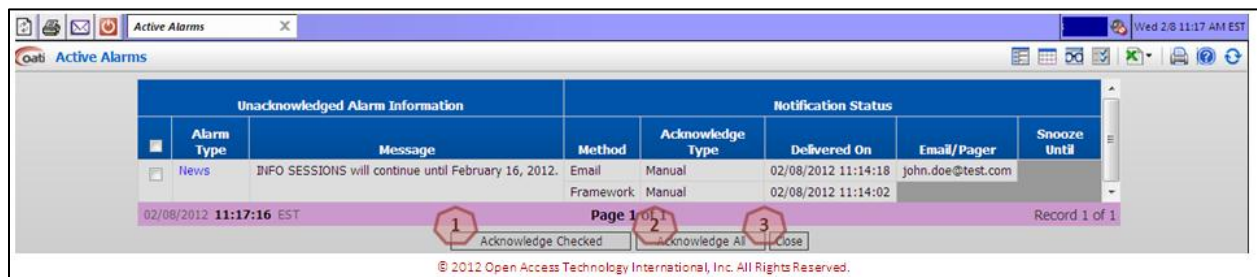 Active Alarms X Wed 2/8 11:17 AM EST
oati Active Alarms
Unacknowledged Alarm Information Notification Status
Alarm Type Message Method Acknowledge Type Delivered On Email/Pager Snooze Until
News INFO SESSIONS will continue until February 16, 2012. Email Manual 02/08/2012 11:14:18 john.doe@test.com
Framework Manual 02/08/2012 11:14:02
02/08/2012 11:17:16 EST Page 1 of 1 Record 1 of 1
1 2 3
Acknowledge Checked Acknowledge All Close
© 2012 Open Access Technology International, Inc. All Rights Reserved.